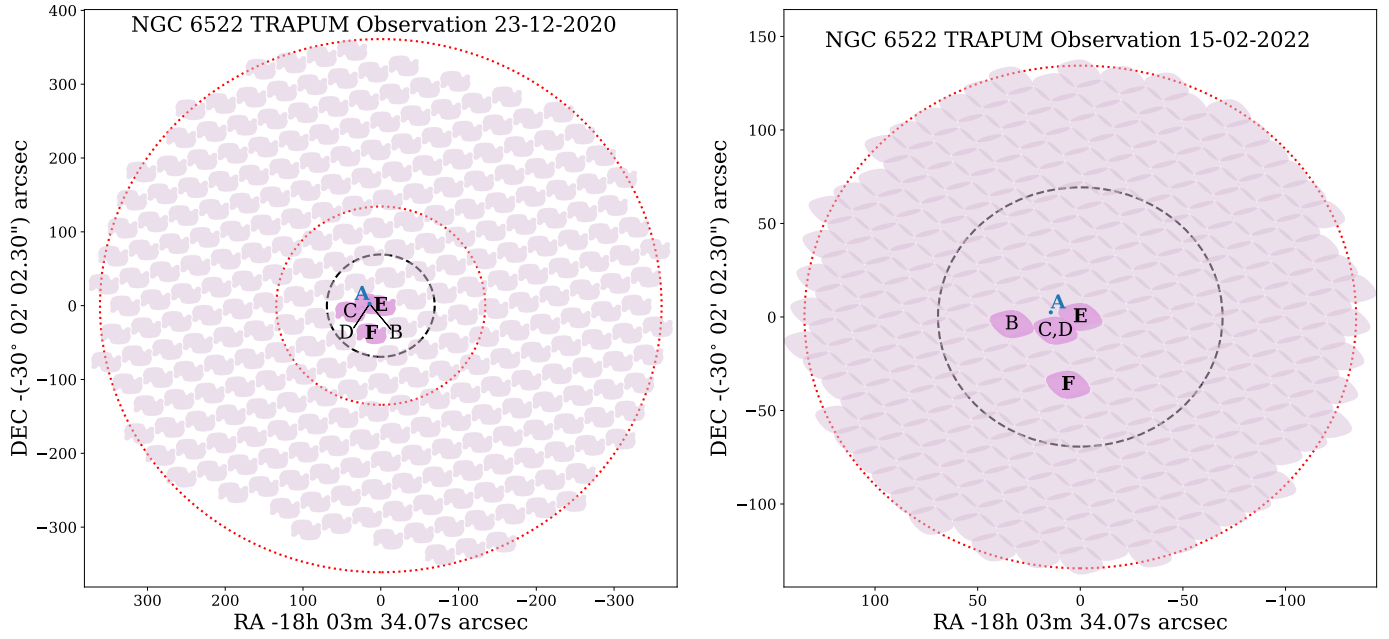 NGC 6522 TRAPUM Observation 23-12-2020
400
300
200
100
0
−100
−200
−300
DEC -(-30° 02' 02.30") arcsec
A
C
E
D
F
B
300
200
100
0
−100
−200
−300
RA -18h 03m 34.07s arcsec
NGC 6522 TRAPUM Observation 15-02-2022
150
100
50
0
−50
−100
DEC -(-30° 02' 02.30") arcsec
A
B
E
C,D
F
100
50
0
−50
−100
RA -18h 03m 34.07s arcsec